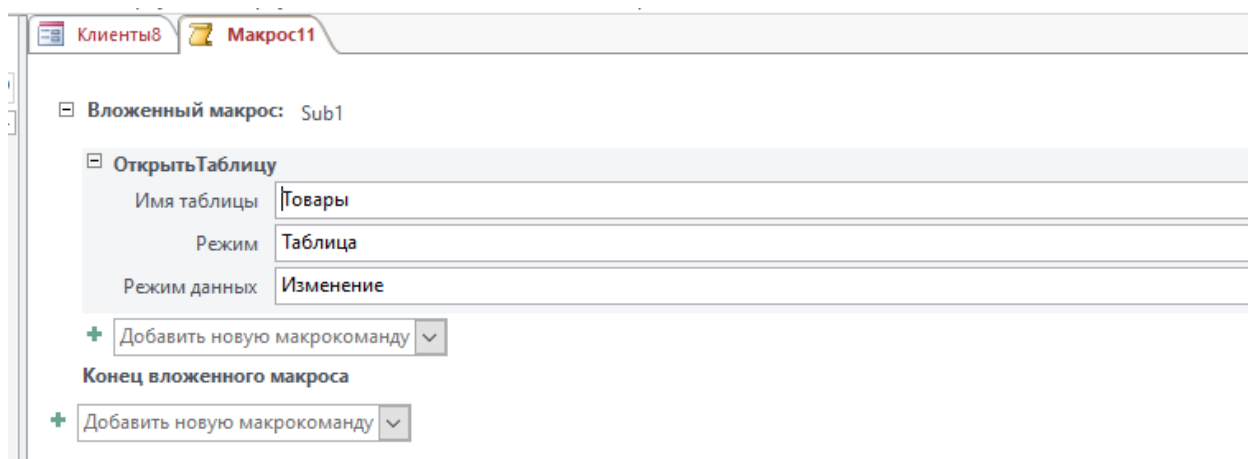 Клиенты8 Макрос11
Вложенный макрос: Sub1
ОткрытьТаблицу
Имя таблицы Товары
Режим Таблица
Режим данных Изменение
Добавить новую макрокоманду
Конец вложенного макроса
Добавить новую макрокоманду